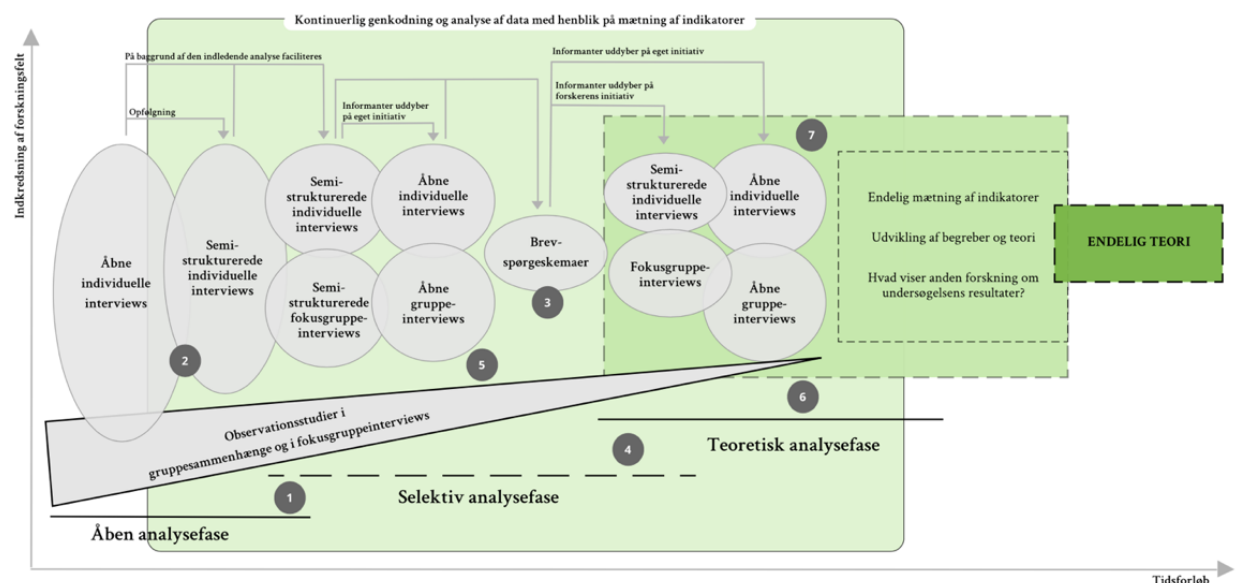 Kontinuerlig genkodning og analyse af data med henblik på mætning af indikatorer
Indkredsning af forskningsfelt
På baggrund af den indledende analyse faciliteres
Opfølgning
Informanter uddyber
på eget initiativ
Informanter uddyber på eget initiativ
Informanter uddyber på
forskerens initiativ
Åbne
individuelle
interviews
Semi-
strukturerede
individuelle
interviews
Semi-
strukturerede
individuelle
interviews
Semi-
strukturerede
fokusgruppe-
interviews
Åbne
individuelle
interviews
Åbne
gruppe-
interviews
Brev-
spørgeskemaer
Semi-
strukturerede
individuelle
interviews
Fokusgruppe-
interviews
Åbne
individuelle
interviews
Åbne
gruppe-
interviews
Endelig mætning af indikatorer
Udvikling af begreber og teori
Hvad viser anden forskning om
undersøgelsens resultater?
ENDELIG TEORI
7
3
2
5
6
4
1
Observationsstudier i
gruppesammenhænge og i fokusgruppeinterviews
Teoretisk analysefase
Selektiv analysefase
Åben analysefase
Tidsforløb